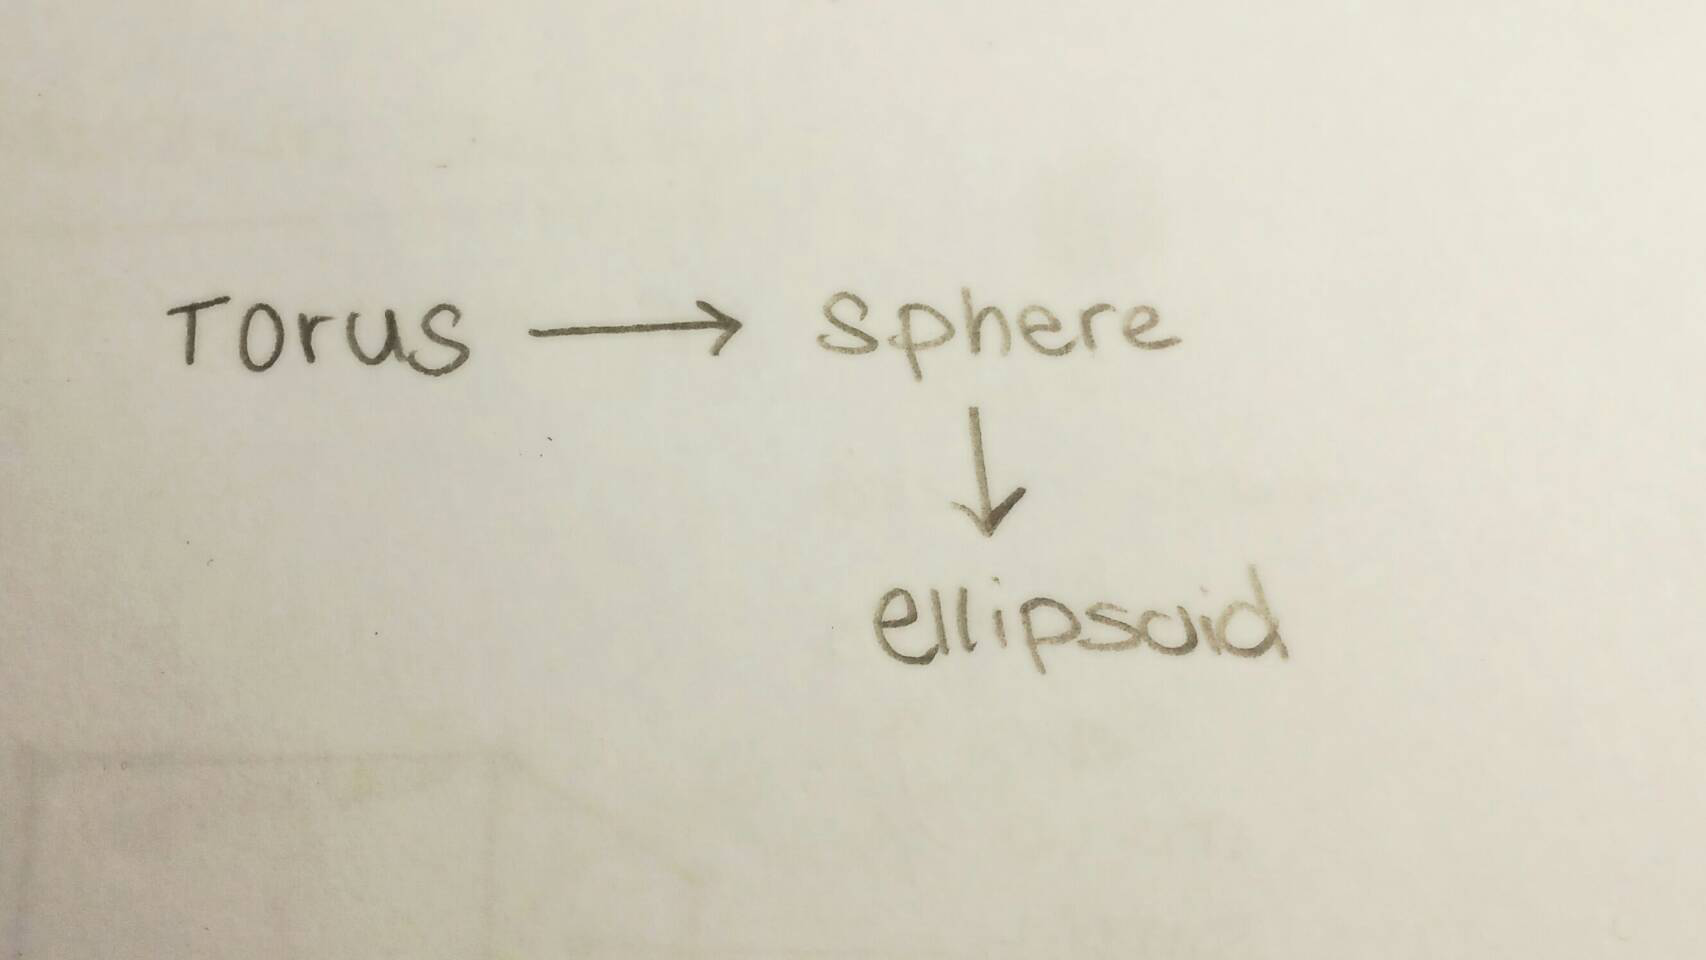 Torus → Sphere
↓
ellipsoid